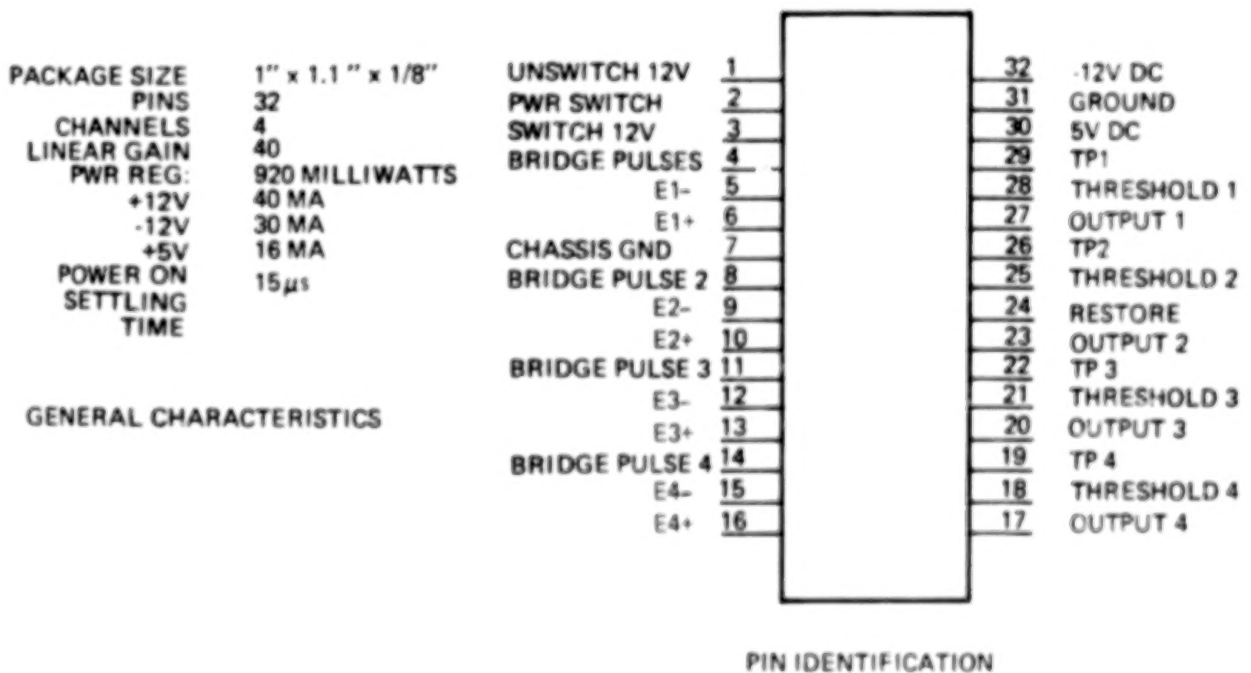 PACKAGE SIZE 1" x 1.1 " x 1/8"
PINS 32
CHANNELS 4
LINEAR GAIN 40
PWR REG: 920 MILLIWATTS
+12V 40 MA
-12V 30 MA
+5V 16 MA
POWER ON 15μs
SETTLING
TIME
GENERAL CHARACTERISTICS
UNSWITCH 12V 1
PWR SWITCH 2
SWITCH 12V 3
BRIDGE PULSES 4
E1- 5
E1+ 6
CHASSIS GND 7
BRIDGE PULSE 2 8
E2- 9
E2+ 10
BRIDGE PULSE 3 11
E3- 12
E3+ 13
BRIDGE PULSE 4 14
E4- 15
E4+ 16
32 -12V DC
31 GROUND
30 5V DC
29 TP1
28 THRESHOLD 1
27 OUTPUT 1
26 TP2
25 THRESHOLD 2
24 RESTORE
23 OUTPUT 2
22 TP 3
21 THRESHOLD 3
20 OUTPUT 3
19 TP 4
18 THRESHOLD 4
17 OUTPUT 4
PIN IDENTIFICATION